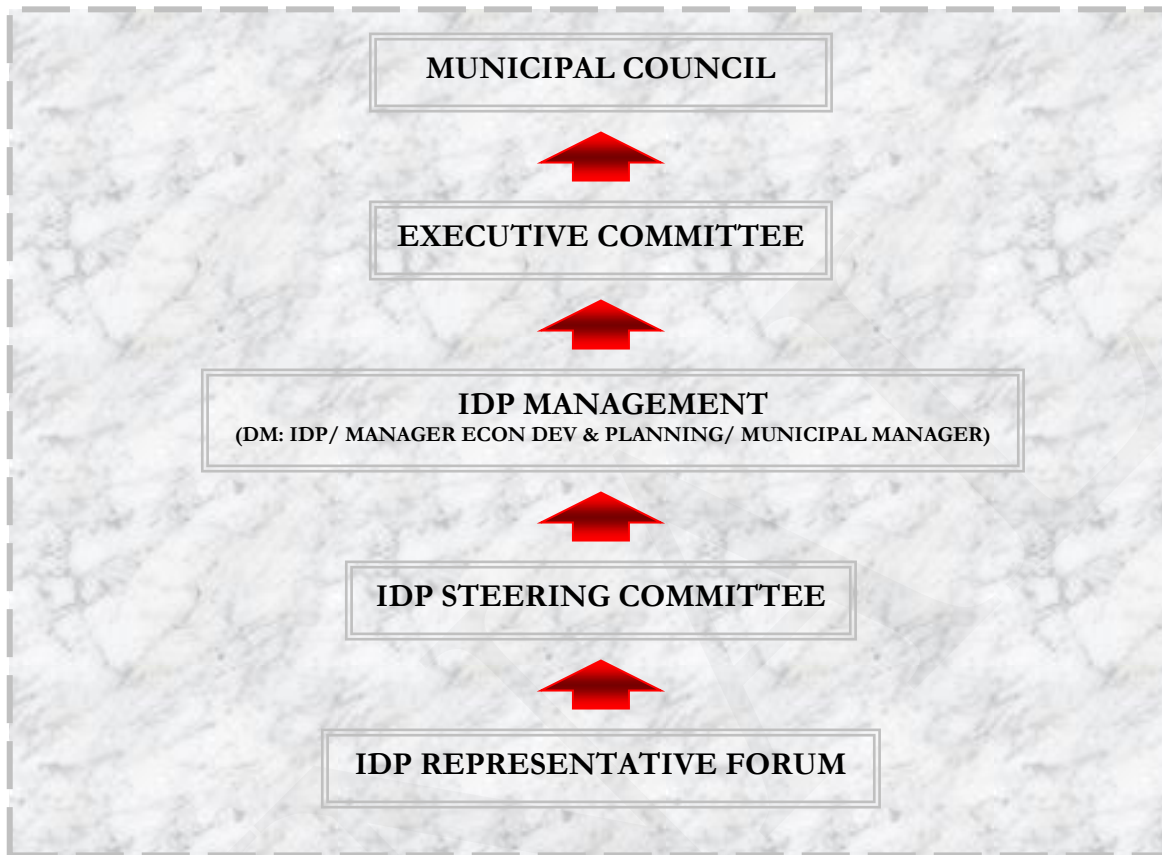 MUNICIPAL COUNCIL
EXECUTIVE COMMITTEE
IDP MANAGEMENT
(DM: IDP/ MANAGER ECON DEV & PLANNING/ MUNICIPAL MANAGER)
IDP STEERING COMMITTEE
IDP REPRESENTATIVE FORUM